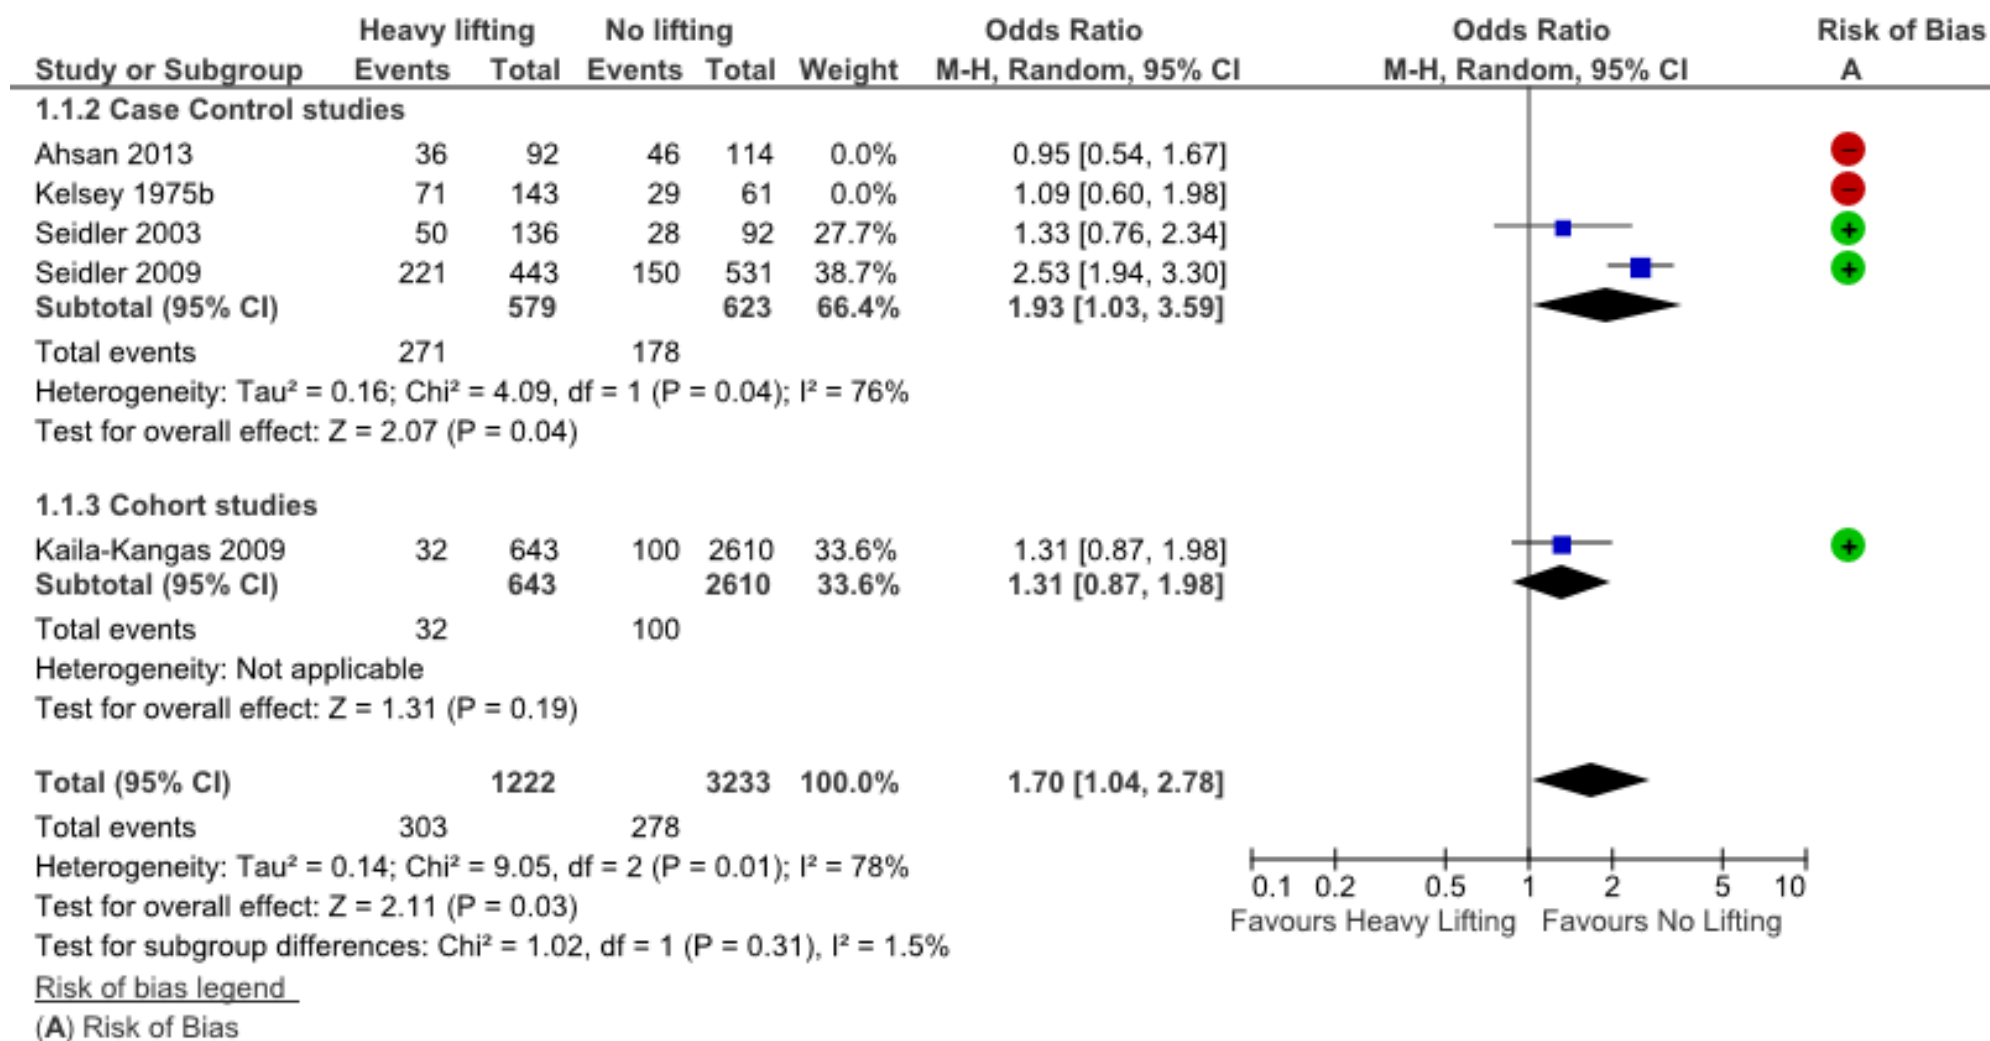 Heavy lifting No lifting Odds Ratio Odds Ratio Risk of Bias
Study or Subgroup Events Total Events Total Weight M-H, Random, 95% CI M-H, Random, 95% CI A
1.1.2 Case Control studies
Ahsan 2013 36 92 46 114 0.0% 0.95 [0.54, 1.67] −
Kelsey 1975b 71 143 29 61 0.0% 1.09 [0.60, 1.98] −
Seidler 2003 50 136 28 92 27.7% 1.33 [0.76, 2.34] +
Seidler 2009 221 443 150 531 38.7% 2.53 [1.94, 3.30] +
Subtotal (95% CI) 579 623 66.4% 1.93 [1.03, 3.59]
Total events 271 178
Heterogeneity: Tau² = 0.16; Chi² = 4.09, df = 1 (P = 0.04); I² = 76%
Test for overall effect: Z = 2.07 (P = 0.04)
1.1.3 Cohort studies
Kaila-Kangas 2009 32 643 100 2610 33.6% 1.31 [0.87, 1.98] +
Subtotal (95% CI) 643 2610 33.6% 1.31 [0.87, 1.98]
Total events 32 100
Heterogeneity: Not applicable
Test for overall effect: Z = 1.31 (P = 0.19)
Total (95% CI) 1222 3233 100.0% 1.70 [1.04, 2.78]
Total events 303 278
Heterogeneity: Tau² = 0.14; Chi² = 9.05, df = 2 (P = 0.01); I² = 78%
Test for overall effect: Z = 2.11 (P = 0.03)
Test for subgroup differences: Chi² = 1.02, df = 1 (P = 0.31), I² = 1.5%
0.1 0.2 0.5 1 2 5 10
Favours Heavy Lifting Favours No Lifting
Risk of bias legend
(A) Risk of Bias